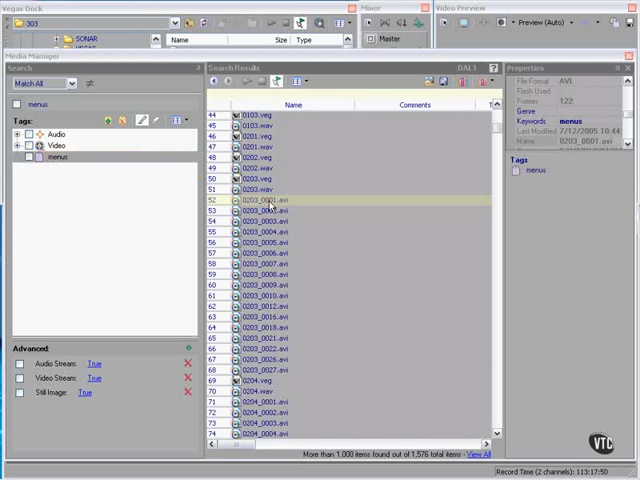 Vegas Dock
Mixer
Video Preview
303
Preview (Auto)
SONAR
Name
Size
Type
Master
Media Manager
Search
Search Results
DAL1
Properties
Match All
menus
Tags:
Audio
Video
menus
Name
Comments
44 0103.veg
45 0103.wav
46 0201.veg
47 0201.wav
48 0202.veg
49 0202.wav
50 0203.veg
51 0203.wav
52 0203_0001.avi
53 0203_0002.avi
54 0203_0003.avi
55 0203_0004.avi
56 0203_0005.avi
57 0203_0006.avi
58 0203_0007.avi
59 0203_0008.avi
60 0203_0009.avi
61 0203_0010.avi
62 0203_0012.avi
63 0203_0016.avi
64 0203_0018.avi
65 0203_0021.avi
66 0203_0022.avi
67 0203_0026.avi
68 0203_0027.avi
69 0204.veg
70 0204.wav
71 0204_0001.avi
72 0204_0002.avi
73 0204_0003.avi
74 0204_0004.avi
File Format AVI
Flash Used
Frames 122
Genre
Keywords menus
Last Modified 7/12/2005 10:44
Name 0203_0001.avi
Tags
menus
Advanced:
Audio Stream: True
Video Stream: True
Still Image: True
VTC
More than 1,000 items found out of 1,576 total items - View All
Record Time (2 channels): 113:17:50